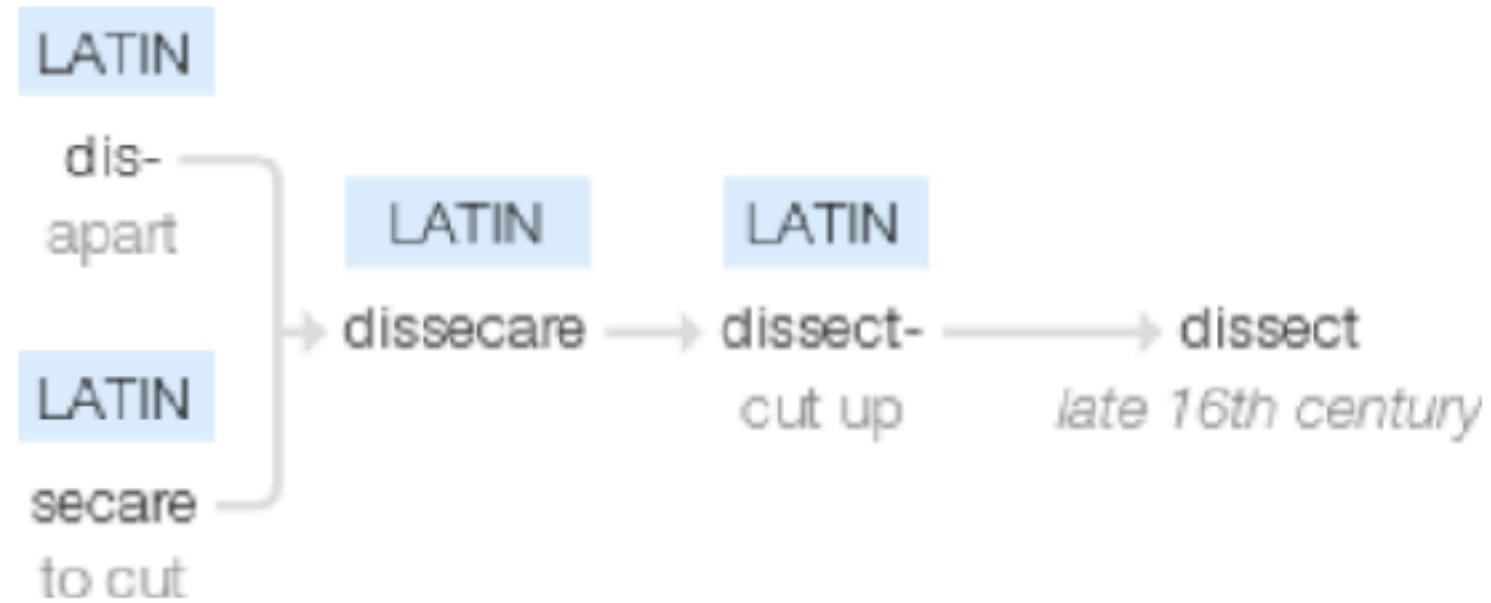 LATIN
dis-
apart
LATIN
secare
to cut
LATIN
dissecare
LATIN
dissect-
cut up
dissect
late 16th century